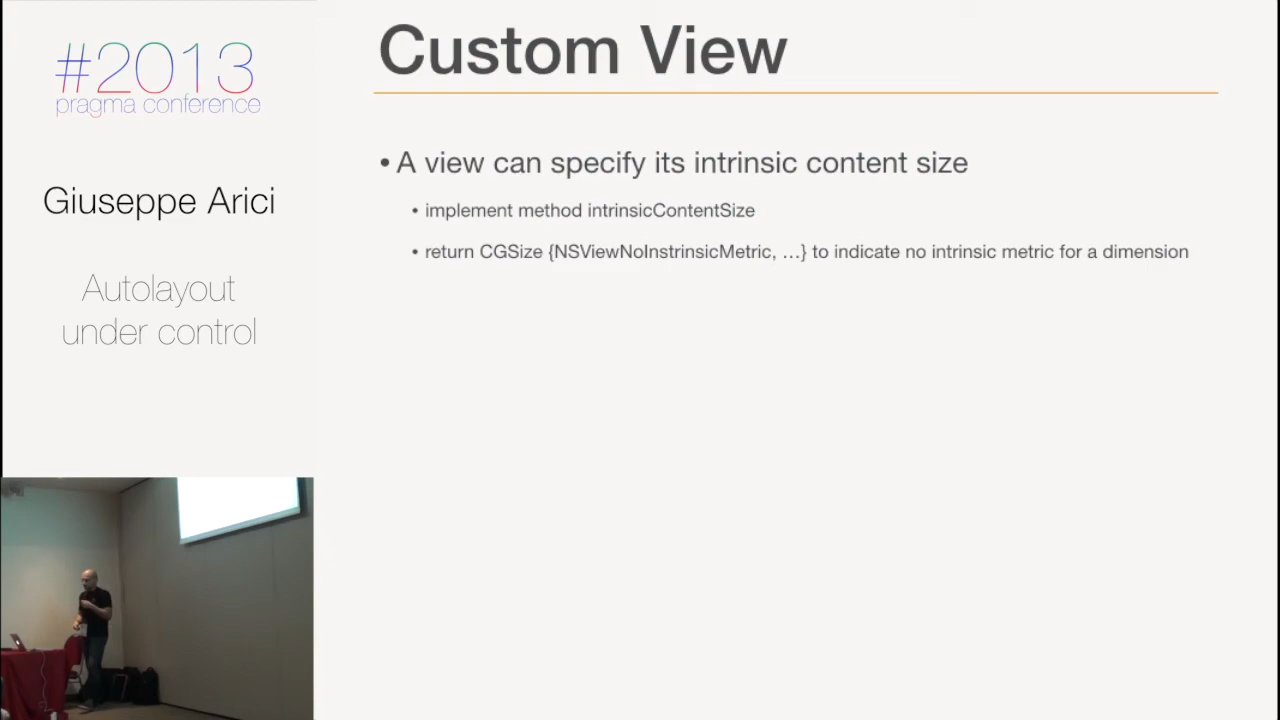 #2013
pragma conference
Giuseppe Arici
Autolayout
under control
Custom View
• A view can specify its intrinsic content size
• implement method intrinsicContentSize
• return CGSize {NSViewNoInstrinsicMetric, …} to indicate no intrinsic metric for a dimension